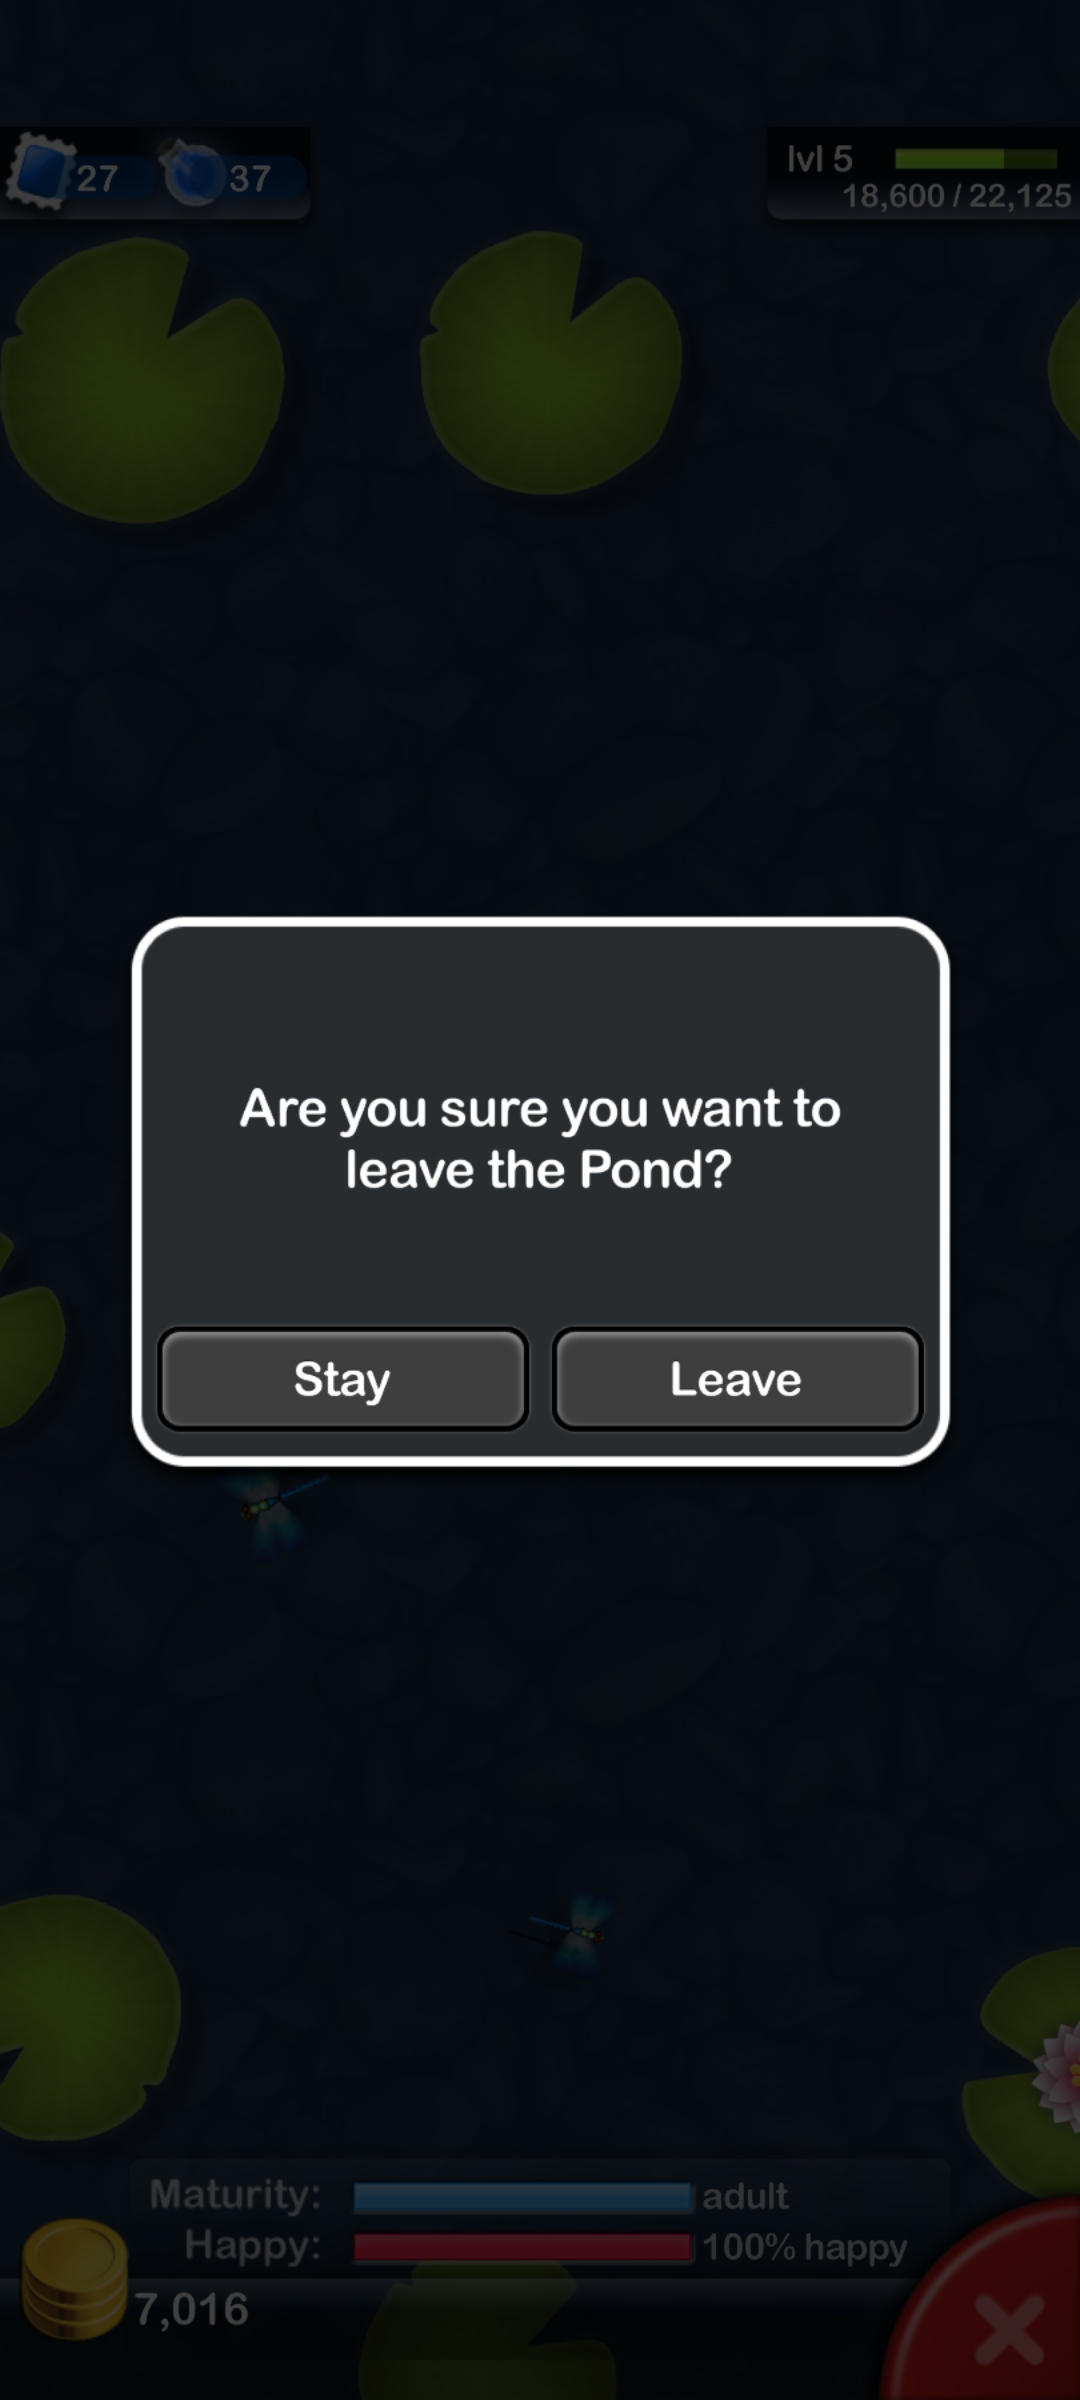 27 37 lvl 5
18,600 / 22,125
Are you sure you want to
leave the Pond?
Stay Leave
Maturity: adult
Happy: 100% happy
7,016